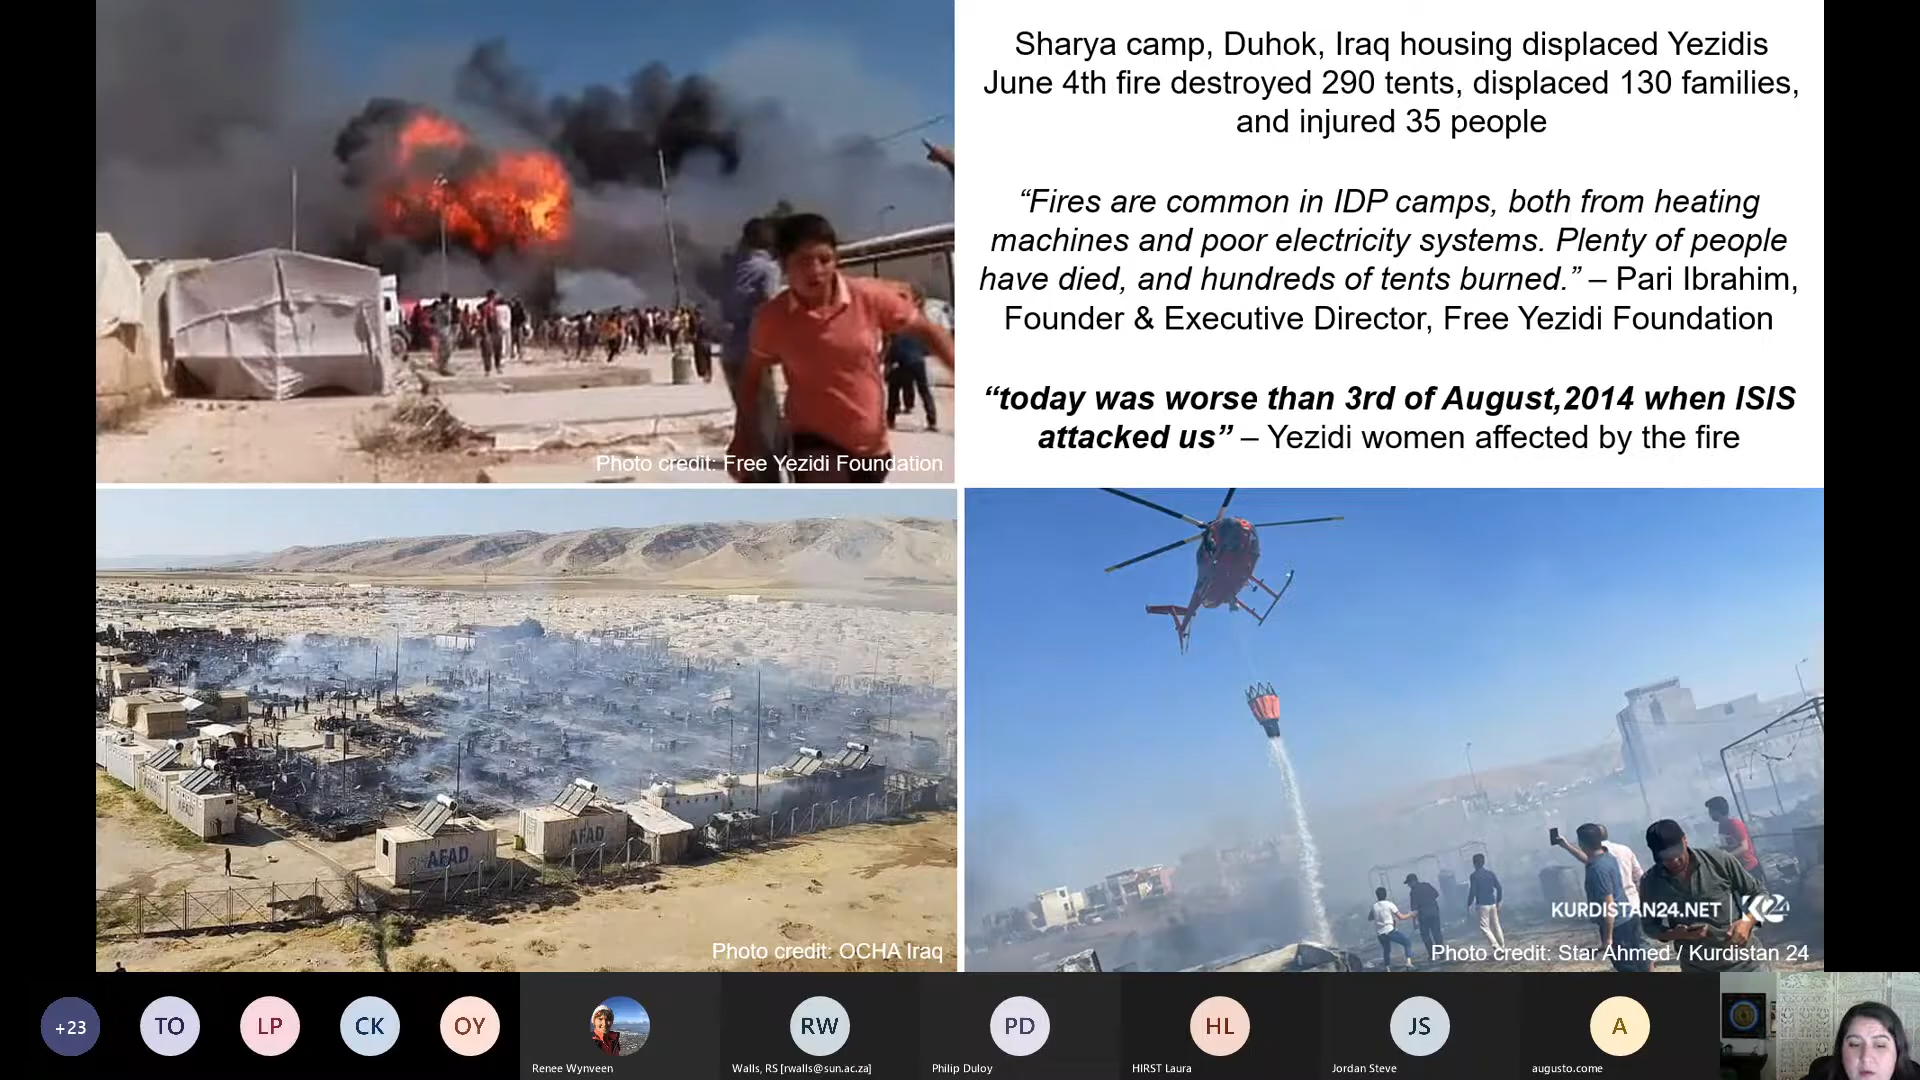 Sharya camp, Duhok, Iraq housing displaced Yezidis
June 4th fire destroyed 290 tents, displaced 130 families,
and injured 35 people
“Fires are common in IDP camps, both from heating
machines and poor electricity systems. Plenty of people
have died, and hundreds of tents burned.” – Pari Ibrahim,
Founder & Executive Director, Free Yezidi Foundation
“today was worse than 3rd of August,2014 when ISIS
attacked us” – Yezidi women affected by the fire
Photo credit: Free Yezidi Foundation
AFAD
AFAD
AFAD
Photo credit: OCHA Iraq
KURDISTAN24.NET K24
Photo credit: Star Ahmed / Kurdistan 24
+23
TO
LP
CK
OY
RW
PD
HL
JS
A
Renee Wynveen
Walls, RS [rwalls@sun.ac.za]
Philip Duloy
HIRST Laura
Jordan Steve
augusto.come